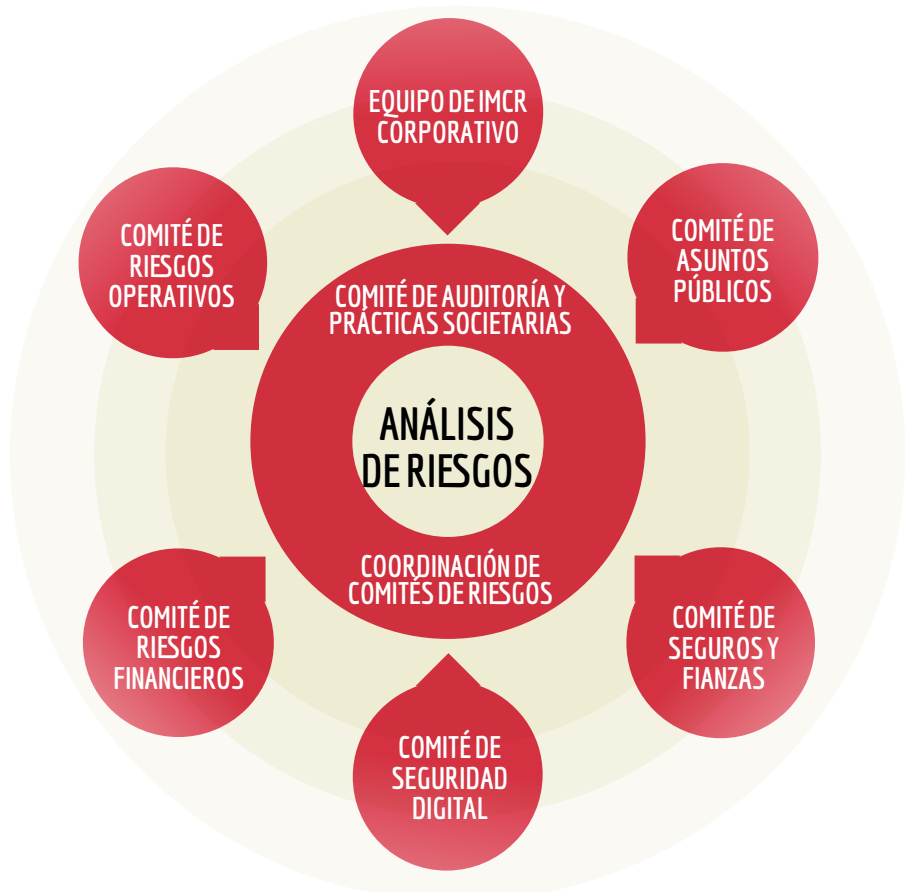 EQUIPO DE IMCR
CORPORATIVO
COMITÉ DE
RIESGOS
OPERATIVOS
COMITÉ DE
ASUNTOS
PÚBLICOS
COMITÉ DE AUDITORÍA Y
PRÁCTICAS SOCIETARIAS
ANÁLISIS
DE RIESGOS
COORDINACIÓN DE
COMITÉS DE RIESGOS
COMITÉ DE
RIESGOS
FINANCIEROS
COMITÉ DE
SEGUROS Y
FIANZAS
COMITÉ DE
SEGURIDAD
DIGITAL